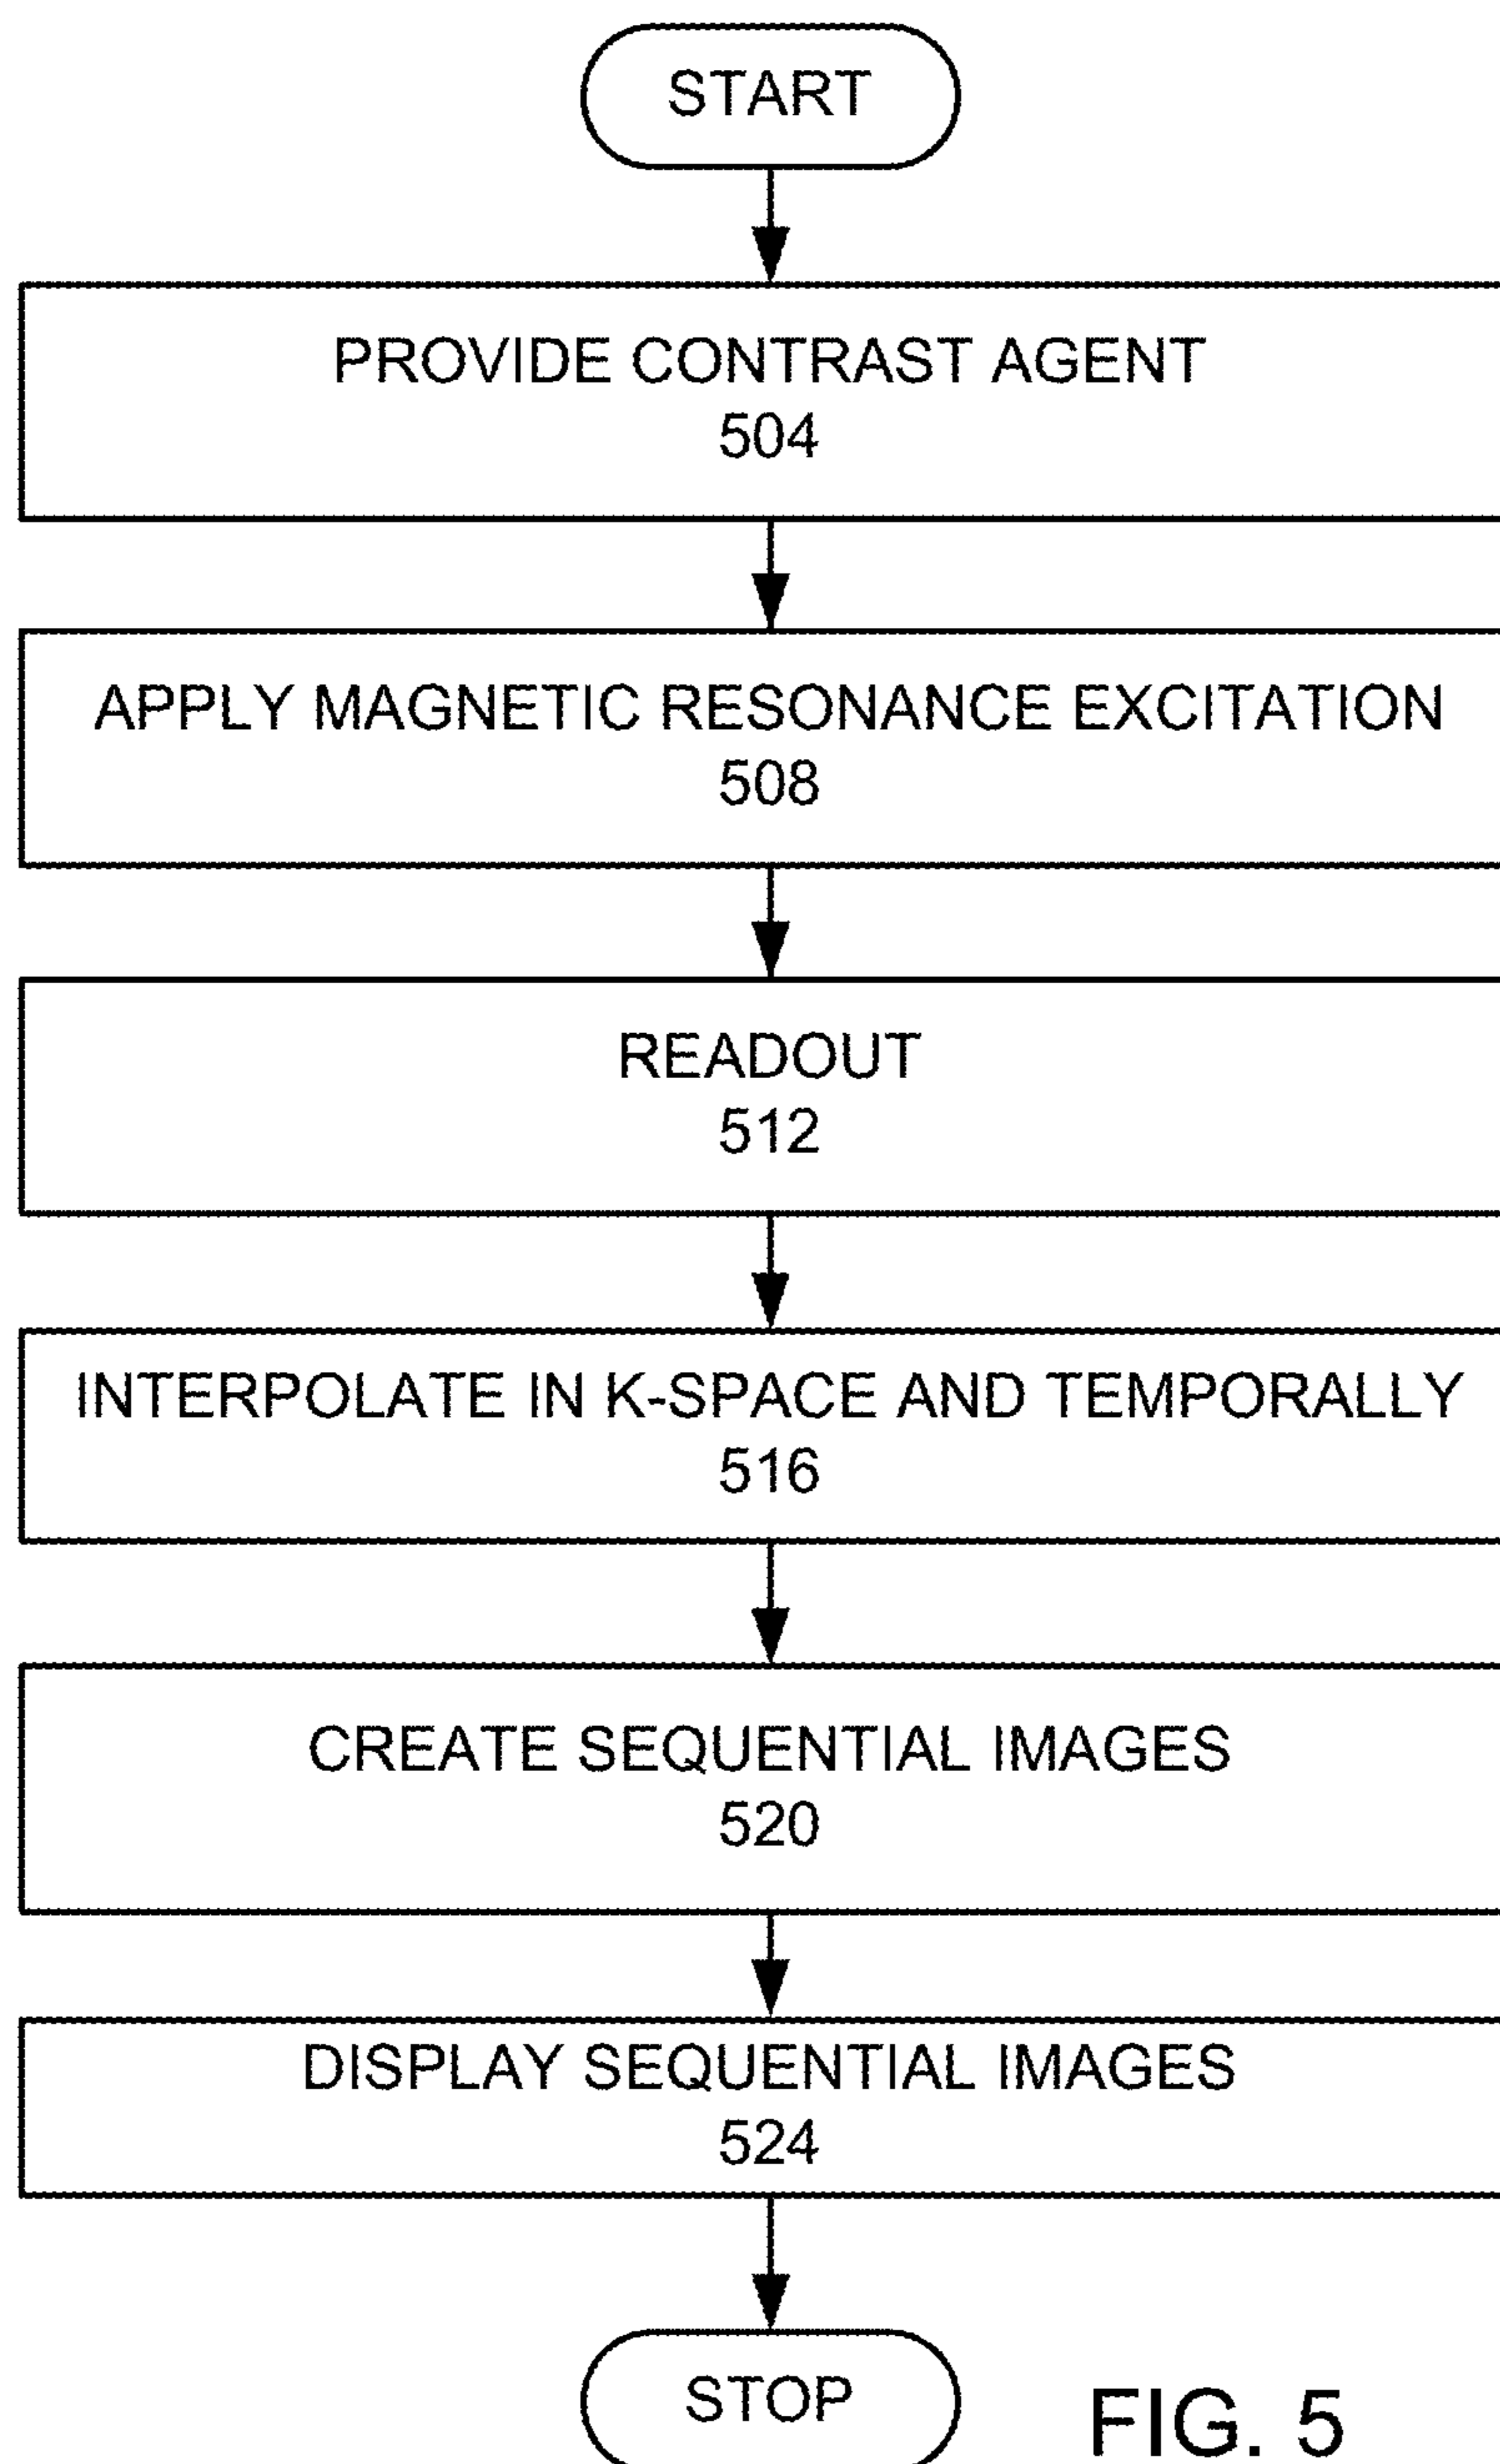 START
PROVIDE CONTRAST AGENT
504
APPLY MAGNETIC RESONANCE EXCITATION
508
READOUT
512
INTERPOLATE IN K-SPACE AND TEMPORALLY
516
CREATE SEQUENTIAL IMAGES
520
DISPLAY SEQUENTIAL IMAGES
524
STOP
FIG. 5